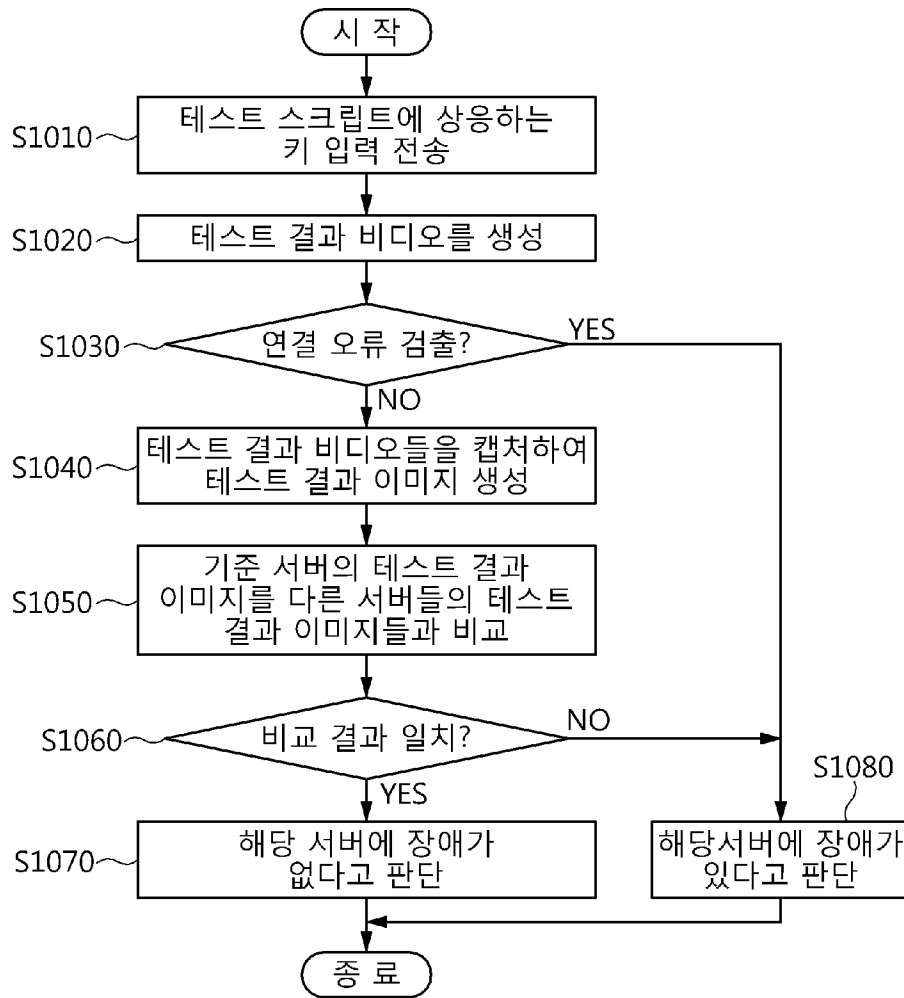 시 작
S1010
테스트 스크립트에 상응하는
키 입력 전송
S1020
테스트 결과 비디오를 생성
S1030
연결 오류 검출?
YES
NO
S1040
테스트 결과 비디오들을 캡처하여
테스트 결과 이미지 생성
S1050
기준 서버의 테스트 결과
이미지를 다른 서버들의 테스트
결과 이미지들과 비교
S1060
비교 결과 일치?
NO
YES
S1070
해당 서버에 장애가
없다고 판단
S1080
해당서버에 장애가
있다고 판단
종 료